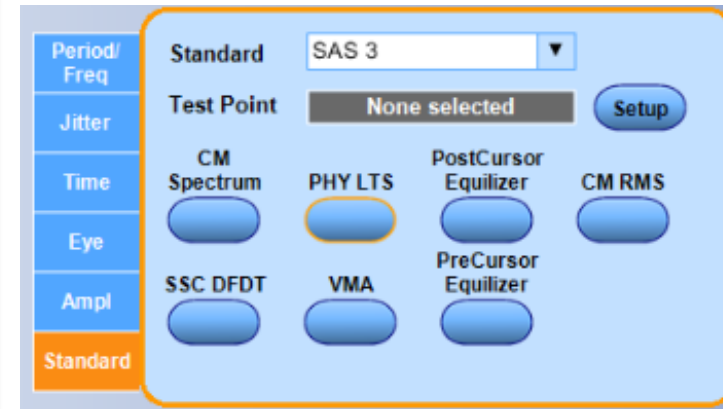 Period/
Freq
Jitter
Time
Eye
Ampl
Standard
Standard SAS 3
Test Point None selected Setup
CM
Spectrum
PHY LTS
PostCursor
Equilizer
CM RMS
SSC DFDT
VMA
PreCursor
Equilizer